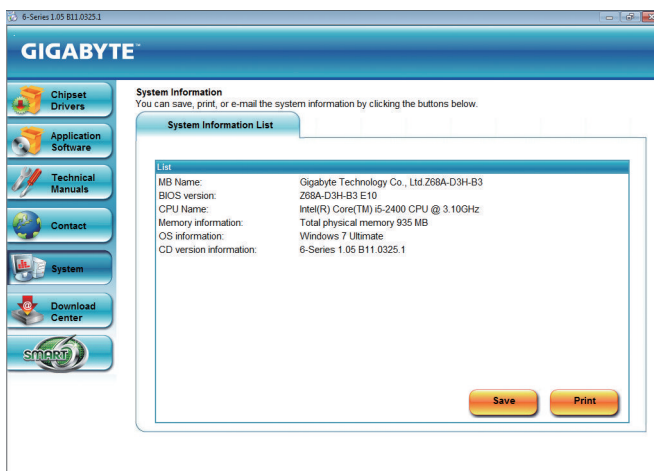 6-Series 1.05 B11.0325.1
GIGABYTE™
Chipset
Drivers
Application
Software
Technical
Manuals
Contact
System
Download
Center
SMART6
System Information
You can save, print, or e-mail the system information by clicking the buttons below.
System Information List
List
MB Name: Gigabyte Technology Co., Ltd.Z68A-D3H-B3
BIOS version: Z68A-D3H-B3 E10
CPU Name: Intel(R) Core(TM) i5-2400 CPU @ 3.10GHz
Memory information: Total physical memory 935 MB
OS information: Windows 7 Ultimate
CD version information: 6-Series 1.05 B11.0325.1
Save Print